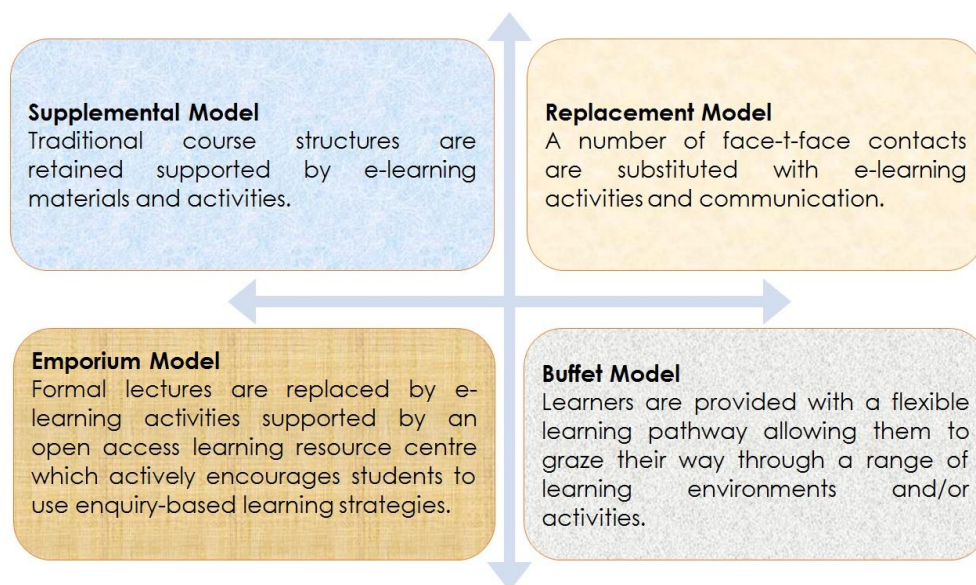 Supplemental Model
Traditional course structures are
retained supported by e-learning
materials and activities.
Replacement Model
A number of face-t-face contacts
are substituted with e-learning
activities and communication.
Emporium Model
Formal lectures are replaced by e-
learning activities supported by an
open access learning resource centre
which actively encourages students to
use enquiry-based learning strategies.
Buffet Model
Learners are provided with a flexible
learning pathway allowing them to
graze their way through a range of
learning environments and/or
activities.